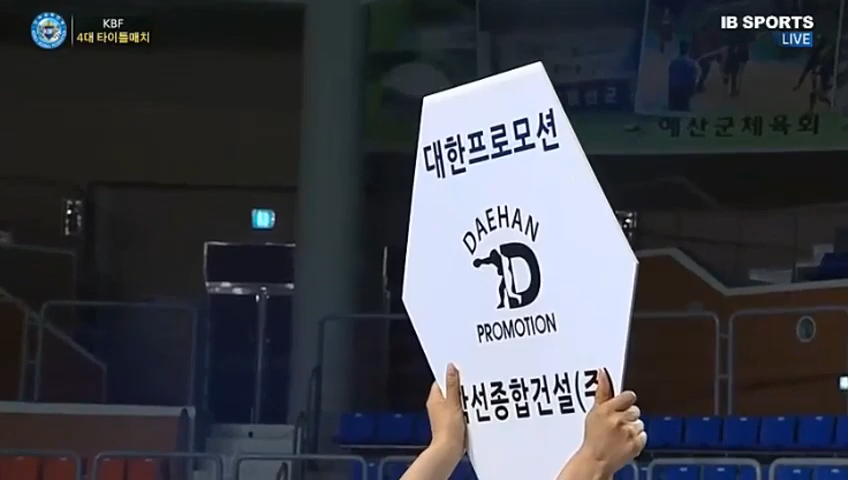 KBF
4대 타이틀매치
IB SPORTS
LIVE
예산군체육회
대한프로모션
DAEHAN
D
PROMOTION
선종합건설(주)